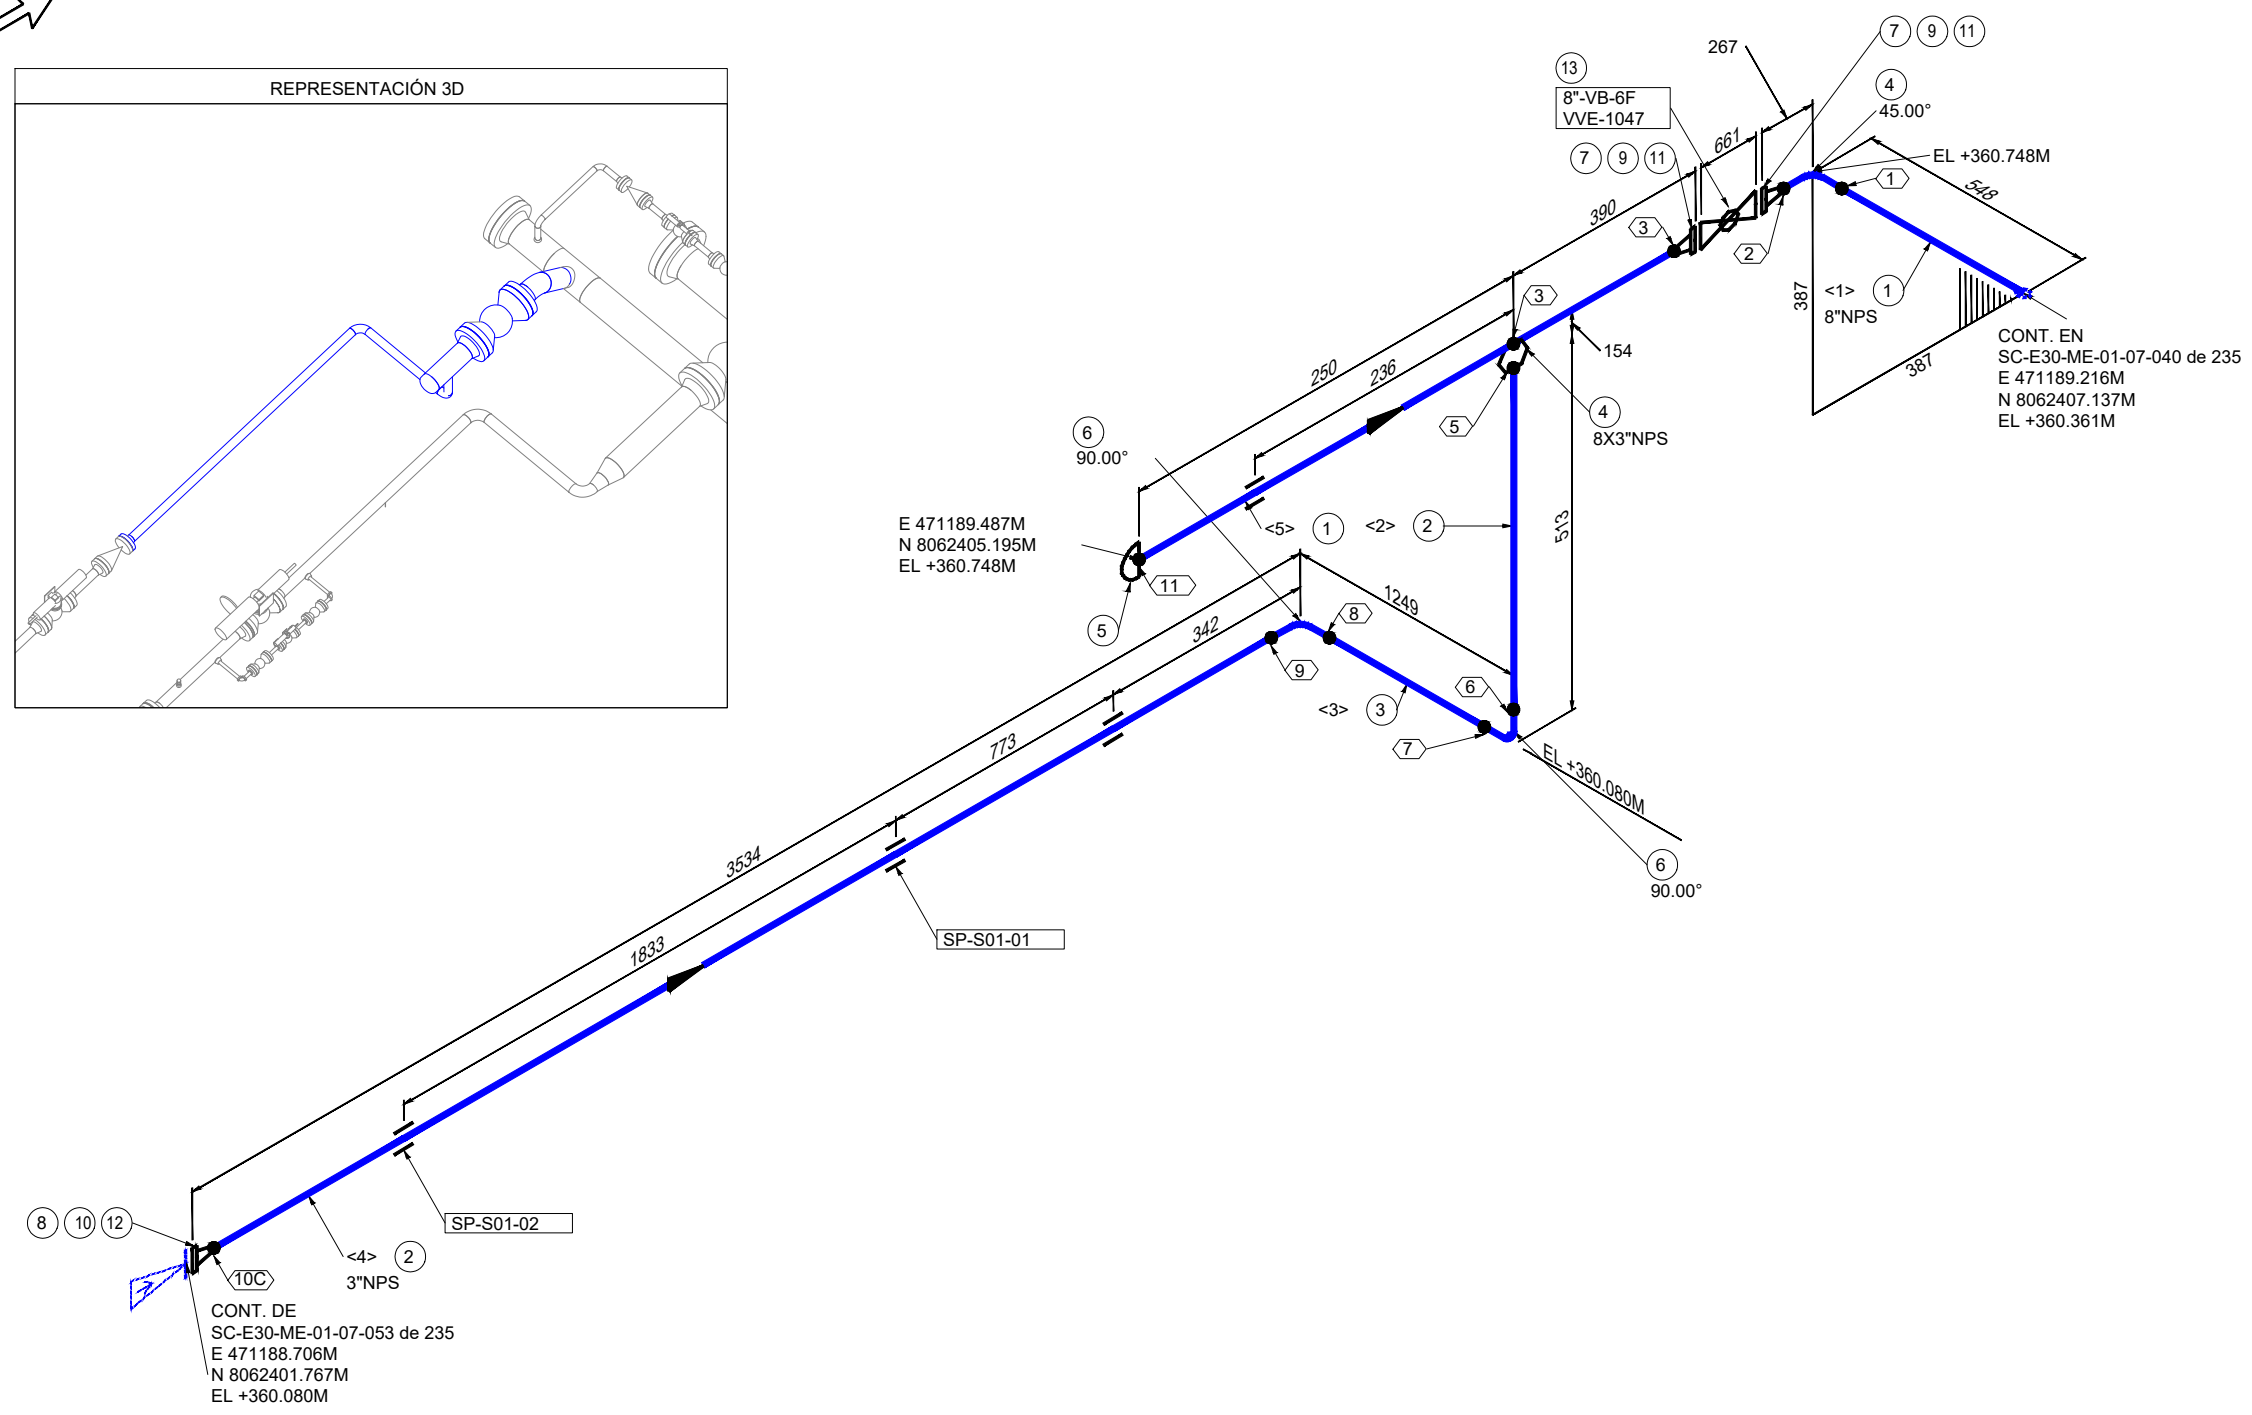 REPRESENTACIÓN 3D
267
7 9 11
13
8"-VB-6F
VVE-1047
4
45.00°
661
7 9 11
EL +360.748M
548
1
390
3
2
387
<1> 1
8"NPS
3
154
387
CONT. EN
SC-E30-ME-01-07-040 de 235
E 471189.216M
N 8062407.137M
EL +360.361M
250
236
4
8X3"NPS
5
6
90.00°
E 471189.487M
N 8062405.195M
EL +360.748M
<5> 1
<2> 2
513
11
5
1249
8
342
9
6
<3> 3
7
EL +360.080M
773
3534
6
90.00°
SP-S01-01
1833
8 10 12
SP-S01-02
<4> 2
3"NPS
10C
CONT. DE
SC-E30-ME-01-07-053 de 235
E 471188.706M
N 8062401.767M
EL +360.080M